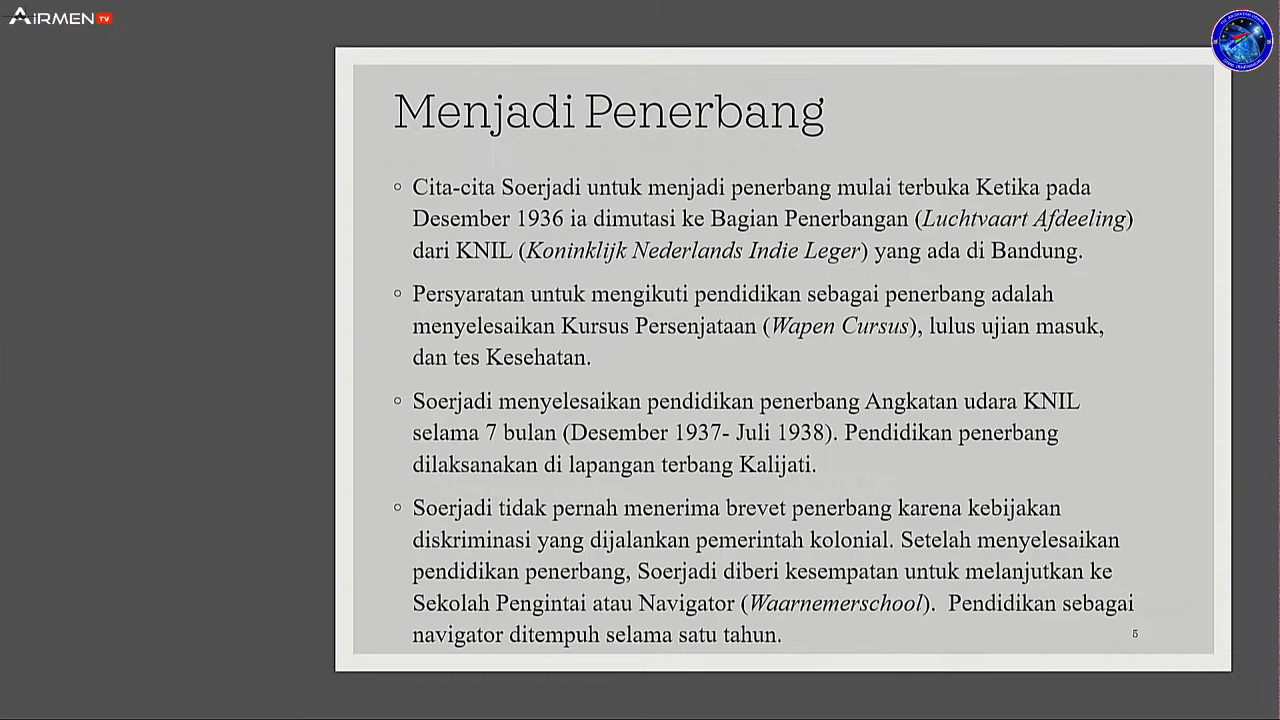 AiRMEN TV
Menjadi Penerbang
◦ Cita-cita Soerjadi untuk menjadi penerbang mulai terbuka Ketika pada
Desember 1936 ia dimutasi ke Bagian Penerbangan (Luchtvaart Afdeeling)
dari KNIL (Koninklijk Nederlands Indie Leger) yang ada di Bandung.
◦ Persyaratan untuk mengikuti pendidikan sebagai penerbang adalah
menyelesaikan Kursus Persenjataan (Wapen Cursus), lulus ujian masuk,
dan tes Kesehatan.
◦ Soerjadi menyelesaikan pendidikan penerbang Angkatan udara KNIL
selama 7 bulan (Desember 1937- Juli 1938). Pendidikan penerbang
dilaksanakan di lapangan terbang Kalijati.
◦ Soerjadi tidak pernah menerima brevet penerbang karena kebijakan
diskriminasi yang dijalankan pemerintah kolonial. Setelah menyelesaikan
pendidikan penerbang, Soerjadi diberi kesempatan untuk melanjutkan ke
Sekolah Pengintai atau Navigator (Waarnemerschool).  Pendidikan sebagai
navigator ditempuh selama satu tahun.
5